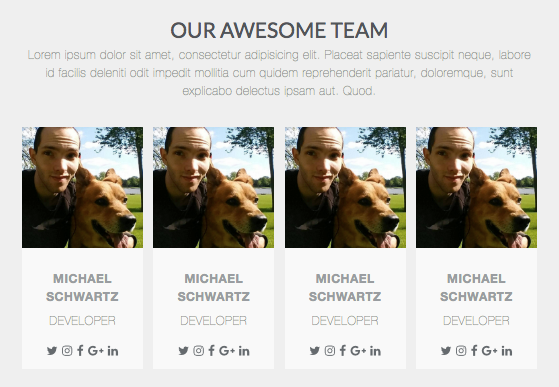 OUR AWESOME TEAM
Lorem ipsum dolor sit amet, consectetur adipisicing elit. Placeat sapiente suscipit neque, labore
id facilis deleniti odit impedit mollitia cum quidem reprehenderit pariatur, doloremque, sunt
explicabo delectus ipsam aut. Quod.
MICHAEL
SCHWARTZ
DEVELOPER
MICHAEL
SCHWARTZ
DEVELOPER
MICHAEL
SCHWARTZ
DEVELOPER
MICHAEL
SCHWARTZ
DEVELOPER